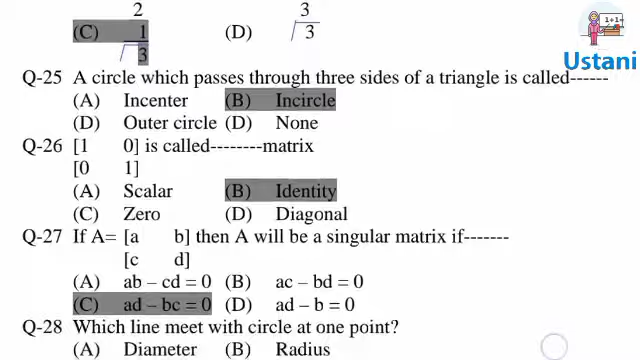 2 3
(C) 1 (D) √3
√3
1+1=
Ustani
Q-25 A circle which passes through three sides of a triangle is called------
(A) Incenter (B) Incircle
(D) Outer circle (D) None
Q-26 [1 0] is called--------matrix
[0 1]
(A) Scalar (B) Identity
(C) Zero (D) Diagonal
Q-27 If A= [a b] then A will be a singular matrix if-------
[c d]
(A) ab – cd = 0 (B) ac – bd = 0
(C) ad – bc = 0 (D) ad – b = 0
Q-28 Which line meet with circle at one point?
(A) Diameter (B) Radius